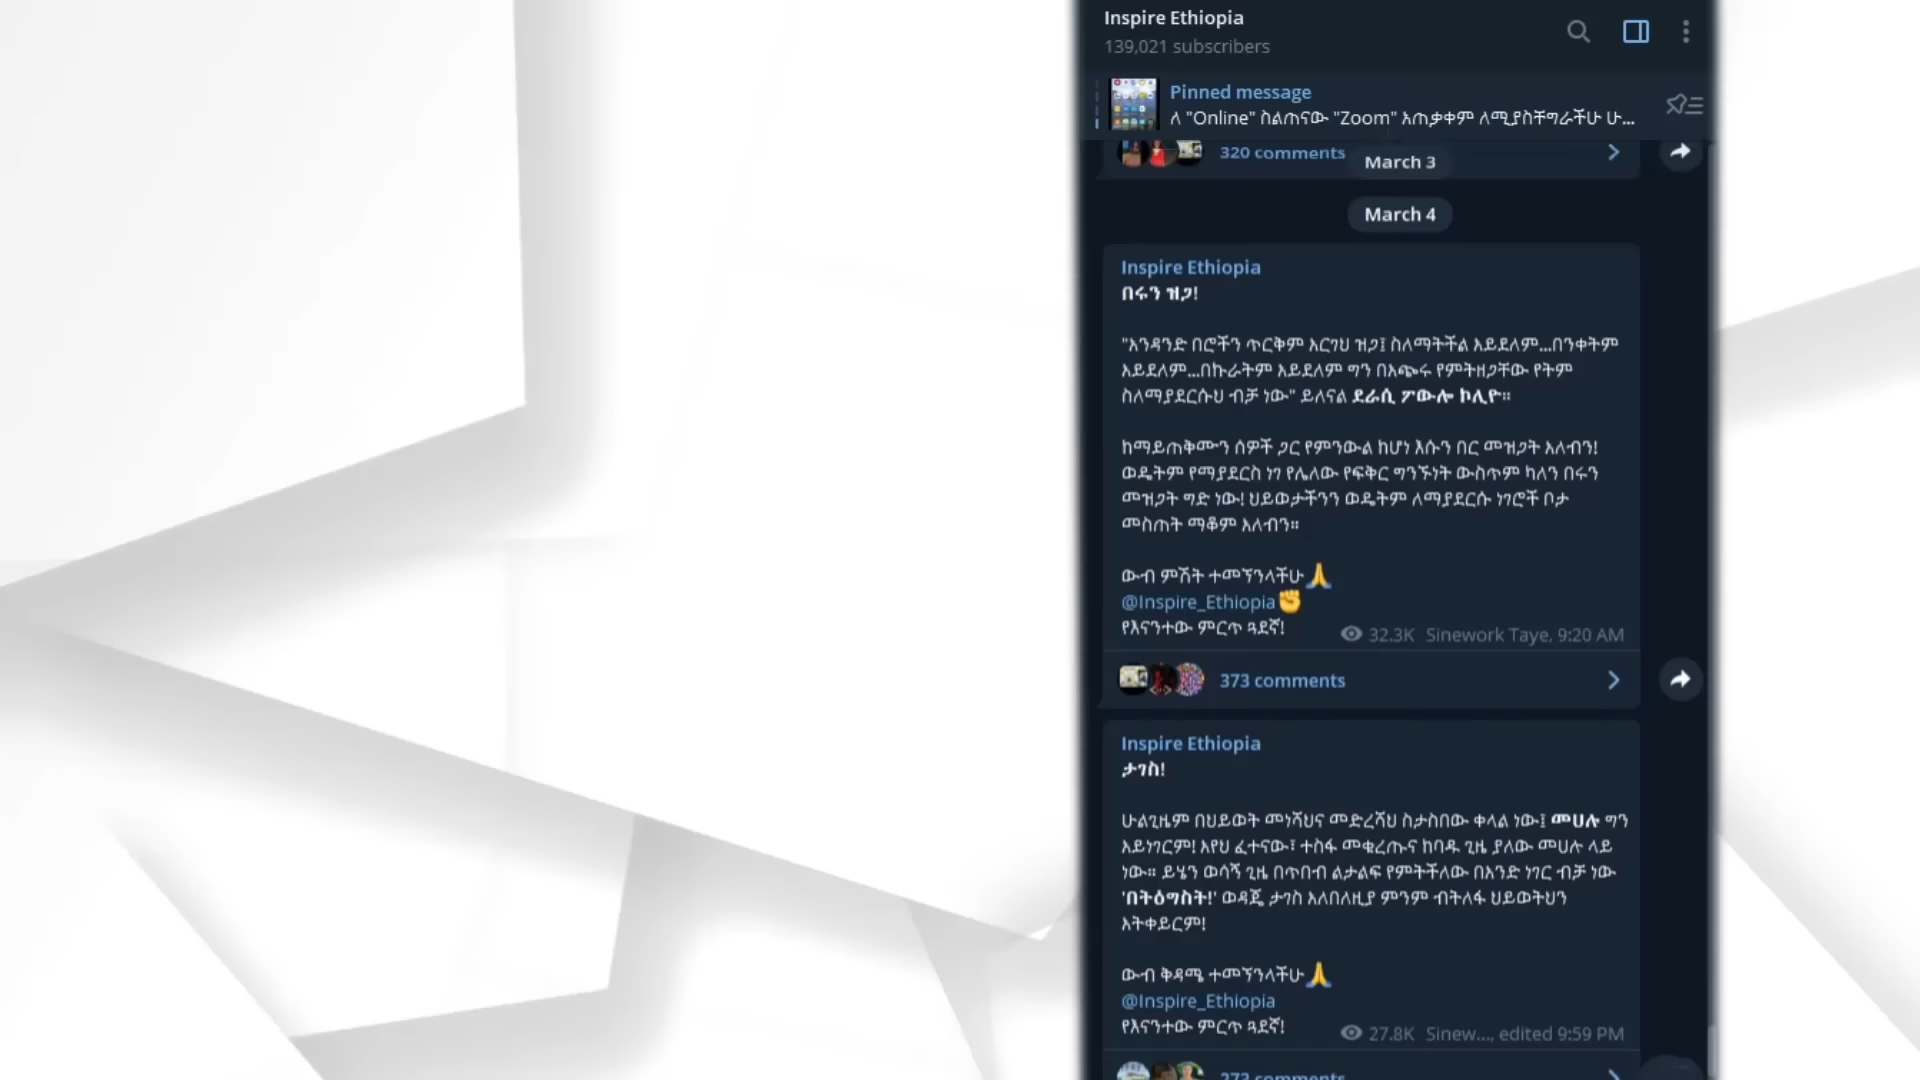 Inspire Ethiopia
139,021 subscribers
Pinned message
ለ "Online" ስልጠናው "Zoom" አጠቃቀም ለሚያስቸግራችሁ ሁ...
320 comments
March 3
March 4
Inspire Ethiopia
በሩን ዝጋ!
"አንዳንድ በሮችን ጥርቅም አርገህ ዝጋ፤ ስለማትችል አይደለም...በንቀትም
አይደለም...በኩራትም አይደለም ግን በአጭሩ የምትዘጋቸው የትም
ስለማያደርሱህ ብቻ ነው" ይለናል ደራሲ ፖውሎ ኮሊዮ።
ከማይጠቅሙን ሰዎች ጋር የምንውል ከሆነ እሱን በር መዝጋት አለብን!
ወዴትም የማያደርስ ነገ የሌለው የፍቅር ግንኙነት ውስጥም ካለን በሩን
መዝጋት ግድ ነው! ህይወታችንን ወዴትም ለማያደርሱ ነገሮች ቦታ
መስጠት ማቆም አለብን።
ውብ ምሽት ተመኘንላችሁ🙏
@Inspire_Ethiopia✊
የእናንተው ምርጥ ጓደኛ!
32.3K Sinework Taye, 9:20 AM
373 comments
Inspire Ethiopia
ታገስ!
ሁልጊዜም በህይወት መነሻህና መድረሻህ ስታስበው ቀላል ነው፤ መሀሉ ግን
አይነገርም! አየህ ፈተናው፣ ተስፋ መቁረጡና ከባዱ ጊዜ ያለው መሀሉ ላይ
ነው። ይሄን ወሳኝ ጊዜ በጥበብ ልታልፍ የምትችለው በአንድ ነገር ብቻ ነው
'በትዕግስት!' ወዳጄ ታገስ አለበለዚያ ምንም ብትለፋ ህይወትህን
አትቀይርም!
ውብ ቅዳሜ ተመኘንላችሁ🙏
@Inspire_Ethiopia
የእናንተው ምርጥ ጓደኛ!
27.8K Sinew..., edited 9:59 PM
273 comments